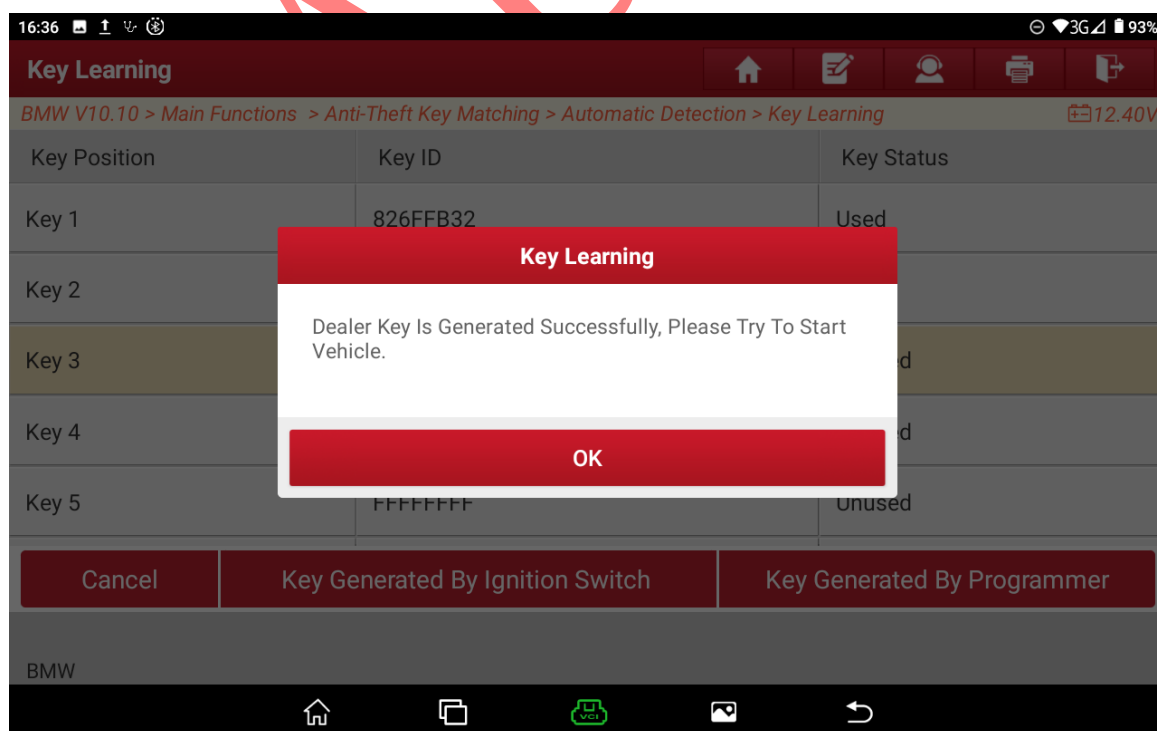 16:36
3G 93%
Key Learning
BMW V10.10 > Main Functions > Anti-Theft Key Matching > Automatic Detection > Key Learning 12.40V
Key Position Key ID Key Status
Key 1 826FFB32 Used
Key Learning
Key 2
Dealer Key Is Generated Successfully, Please Try To Start
Vehicle.
Key 3
Key 4
OK
Key 5 FFFFFFFF Unused
Cancel Key Generated By Ignition Switch Key Generated By Programmer
BMW
VCI